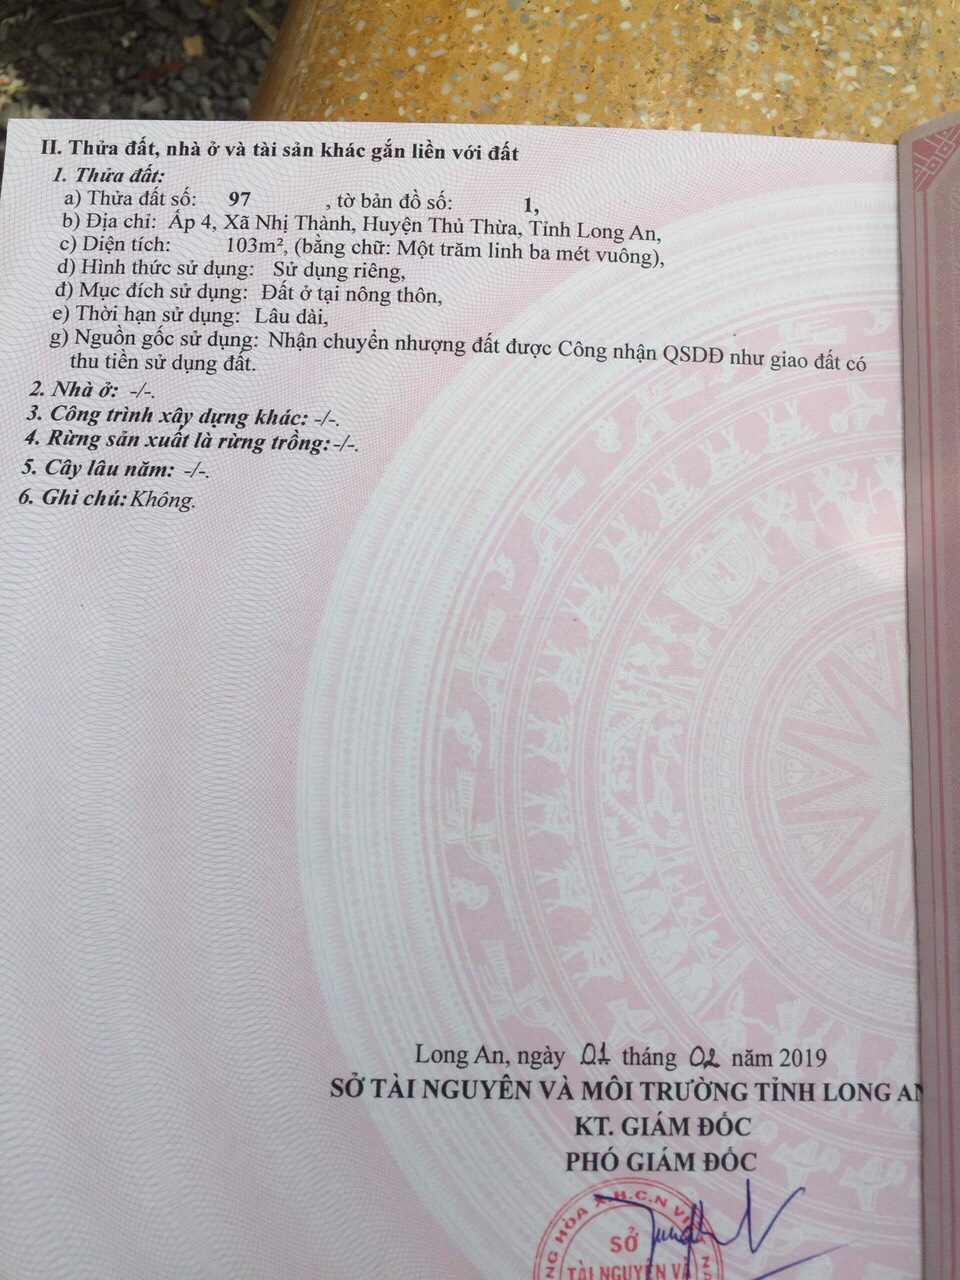 II. Thửa đất, nhà ở và tài sản khác gắn liền với đất
1. Thửa đất:
a) Thửa đất số: 97 , tờ bản đồ số: 1,
b) Địa chỉ: Ấp 4, Xã Nhị Thành, Huyện Thủ Thừa, Tỉnh Long An,
c) Diện tích: 103m², (bằng chữ: Một trăm linh ba mét vuông),
d) Hình thức sử dụng: Sử dụng riêng,
đ) Mục đích sử dụng: Đất ở tại nông thôn,
e) Thời hạn sử dụng: Lâu dài,
g) Nguồn gốc sử dụng: Nhận chuyển nhượng đất được Công nhận QSDĐ như giao đất có
thu tiền sử dụng đất.
2. Nhà ở: -/-.
3. Công trình xây dựng khác: -/-.
4. Rừng sản xuất là rừng trồng: -/-.
5. Cây lâu năm: -/-.
6. Ghi chú: Không.
Long An, ngày 01 tháng 02 năm 2019
SỞ TÀI NGUYÊN VÀ MÔI TRƯỜNG TỈNH LONG AN
KT. GIÁM ĐỐC
PHÓ GIÁM ĐỐC
HÒA X.H.C.N VIỆT
SỞ
TÀI NGUYÊN VÀ